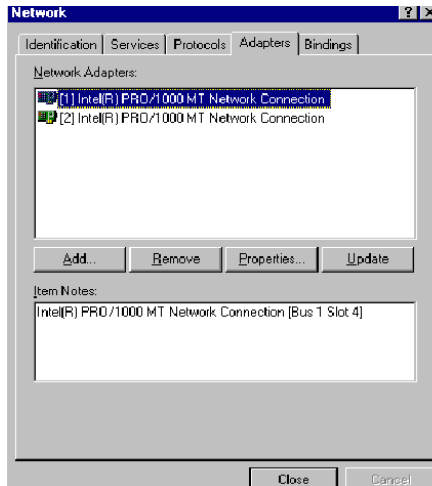 Network
Identification Services Protocols Adapters Bindings
Network Adapters:
[1] Intel(R) PRO/1000 MT Network Connection
[2] Intel(R) PRO/1000 MT Network Connection
Add... Remove Properties... Update
Item Notes:
Intel(R) PRO/1000 MT Network Connection [Bus 1 Slot 4]
Close Cancel